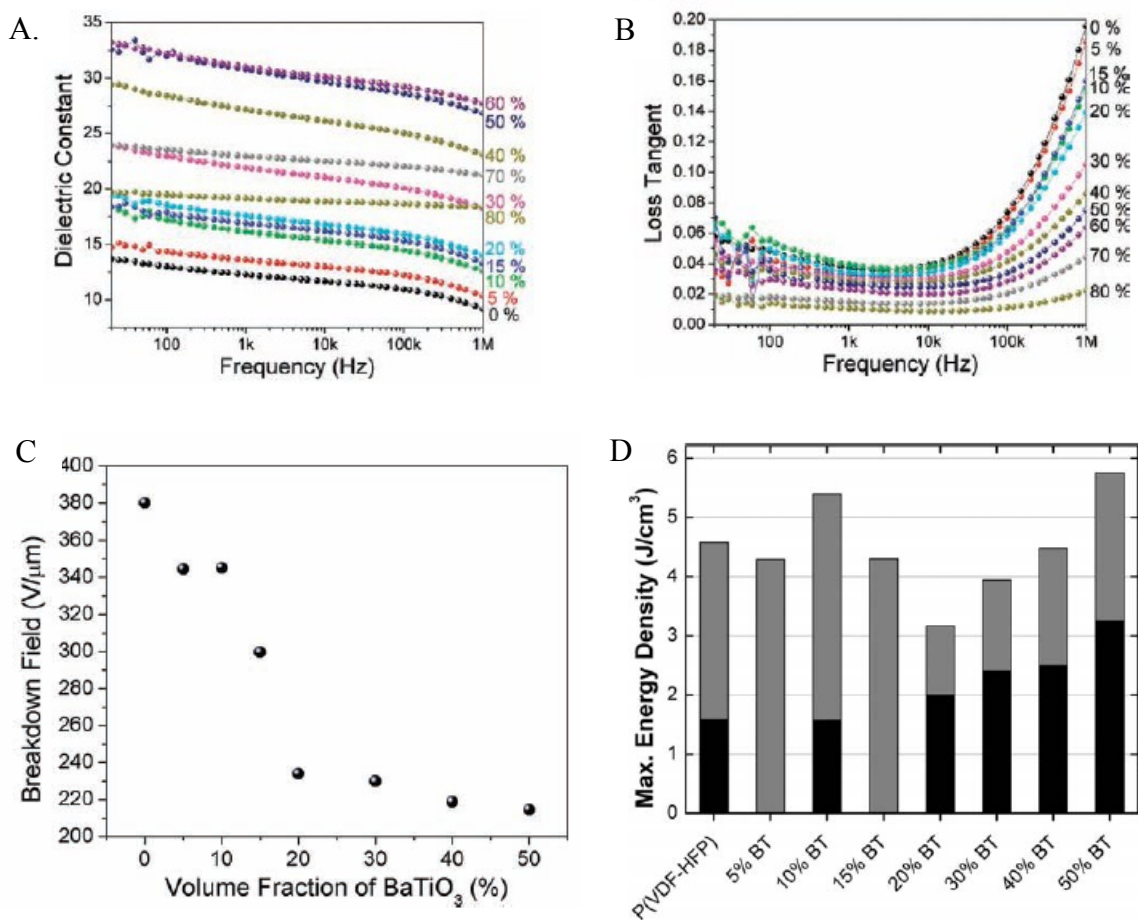 A.
35
30
25
20
15
10
Dielectric Constant
100
1k
10k
100k
1M
Frequency (Hz)
60 %
50 %
40 %
70 %
30 %
80 %
20 %
15 %
10 %
5 %
0 %
B
0.20
0.18
0.16
0.14
0.12
0.10
0.08
0.06
0.04
0.02
0.00
Loss Tangent
100
1k
10k
100k
1M
Frequency (Hz)
0 %
5 %
15 %
10 %
20 %
30 %
40 %
50 %
60 %
70 %
80 %
C
400
380
360
340
320
300
280
260
240
220
200
Breakdown Field (V/μm)
0
10
20
30
40
50
Volume Fraction of BaTiO₃ (%)
D
6
5
4
3
2
1
0
Max. Energy Density (J/cm³)
P(VDF-HFP)
5% BT
10% BT
15% BT
20% BT
30% BT
40% BT
50% BT